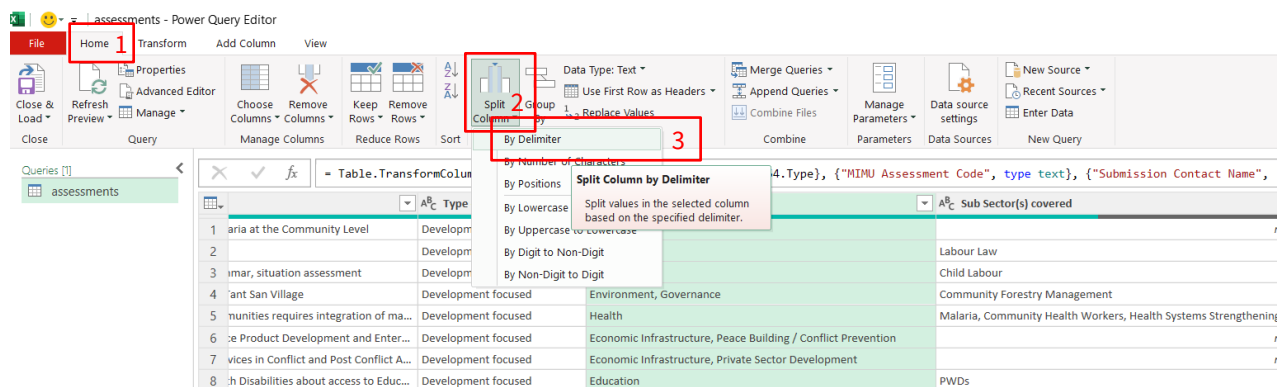 assessments - Power Query Editor
File Home 1 Transform Add Column View
Close & Load
Refresh Preview
Properties
Advanced Editor
Manage
Choose Columns
Remove Columns
Keep Rows
Remove Rows
Split Column 2
Group By
Data Type: Text
Use First Row as Headers
Replace Values
Merge Queries
Append Queries
Combine Files
Manage Parameters
Data source settings
New Source
Recent Sources
Enter Data
Close Query Manage Columns Reduce Rows Sort Combine Parameters Data Sources New Query
By Delimiter 3
By Number of Characters
By Positions
By Lowercase
By Uppercase to Lowercase
By Digit to Non-Digit
By Non-Digit to Digit
Split Column by Delimiter
Split values in the selected column
based on the specified delimiter.
Queries [1]
assessments
fx = Table.TransformColum 64.Type}, {"MIMU Assessment Code", type text}, {"Submission Contact Name",
Type Sub Sector(s) covered
1 aria at the Community Level Developm
2 Developm Labour Law
3 mar, situation assessment Developm Child Labour
4 Tant San Village Development focused Environment, Governance Community Forestry Management
5 munities requires integration of ma... Development focused Health Malaria, Community Health Workers, Health Systems Strengthening
6 ce Product Development and Enter... Development focused Economic Infrastructure, Peace Building / Conflict Prevention
7 vices in Conflict and Post Conflict A... Development focused Economic Infrastructure, Private Sector Development
8 th Disabilities about access to Educ... Development focused Education PWDs